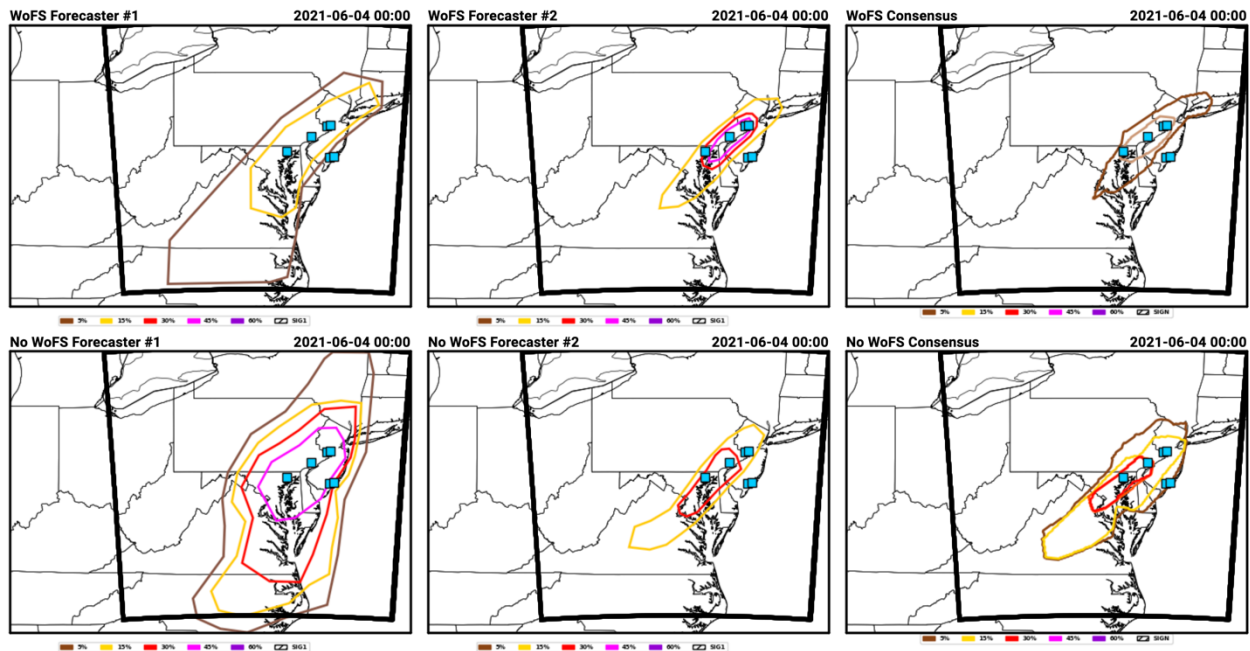 WoFS Forecaster #1 2021-06-04 00:00
WoFS Forecaster #2 2021-06-04 00:00
WoFS Consensus 2021-06-04 00:00
5% 15% 30% 45% 60% SIG1
5% 15% 30% 45% 60% SIG1
5% 15% 30% 45% 60% SIGN
No WoFS Forecaster #1 2021-06-04 00:00
No WoFS Forecaster #2 2021-06-04 00:00
No WoFS Consensus 2021-06-04 00:00
5% 15% 30% 45% 60% SIG1
5% 15% 30% 45% 60% SIG1
5% 15% 30% 45% 60% SIGN